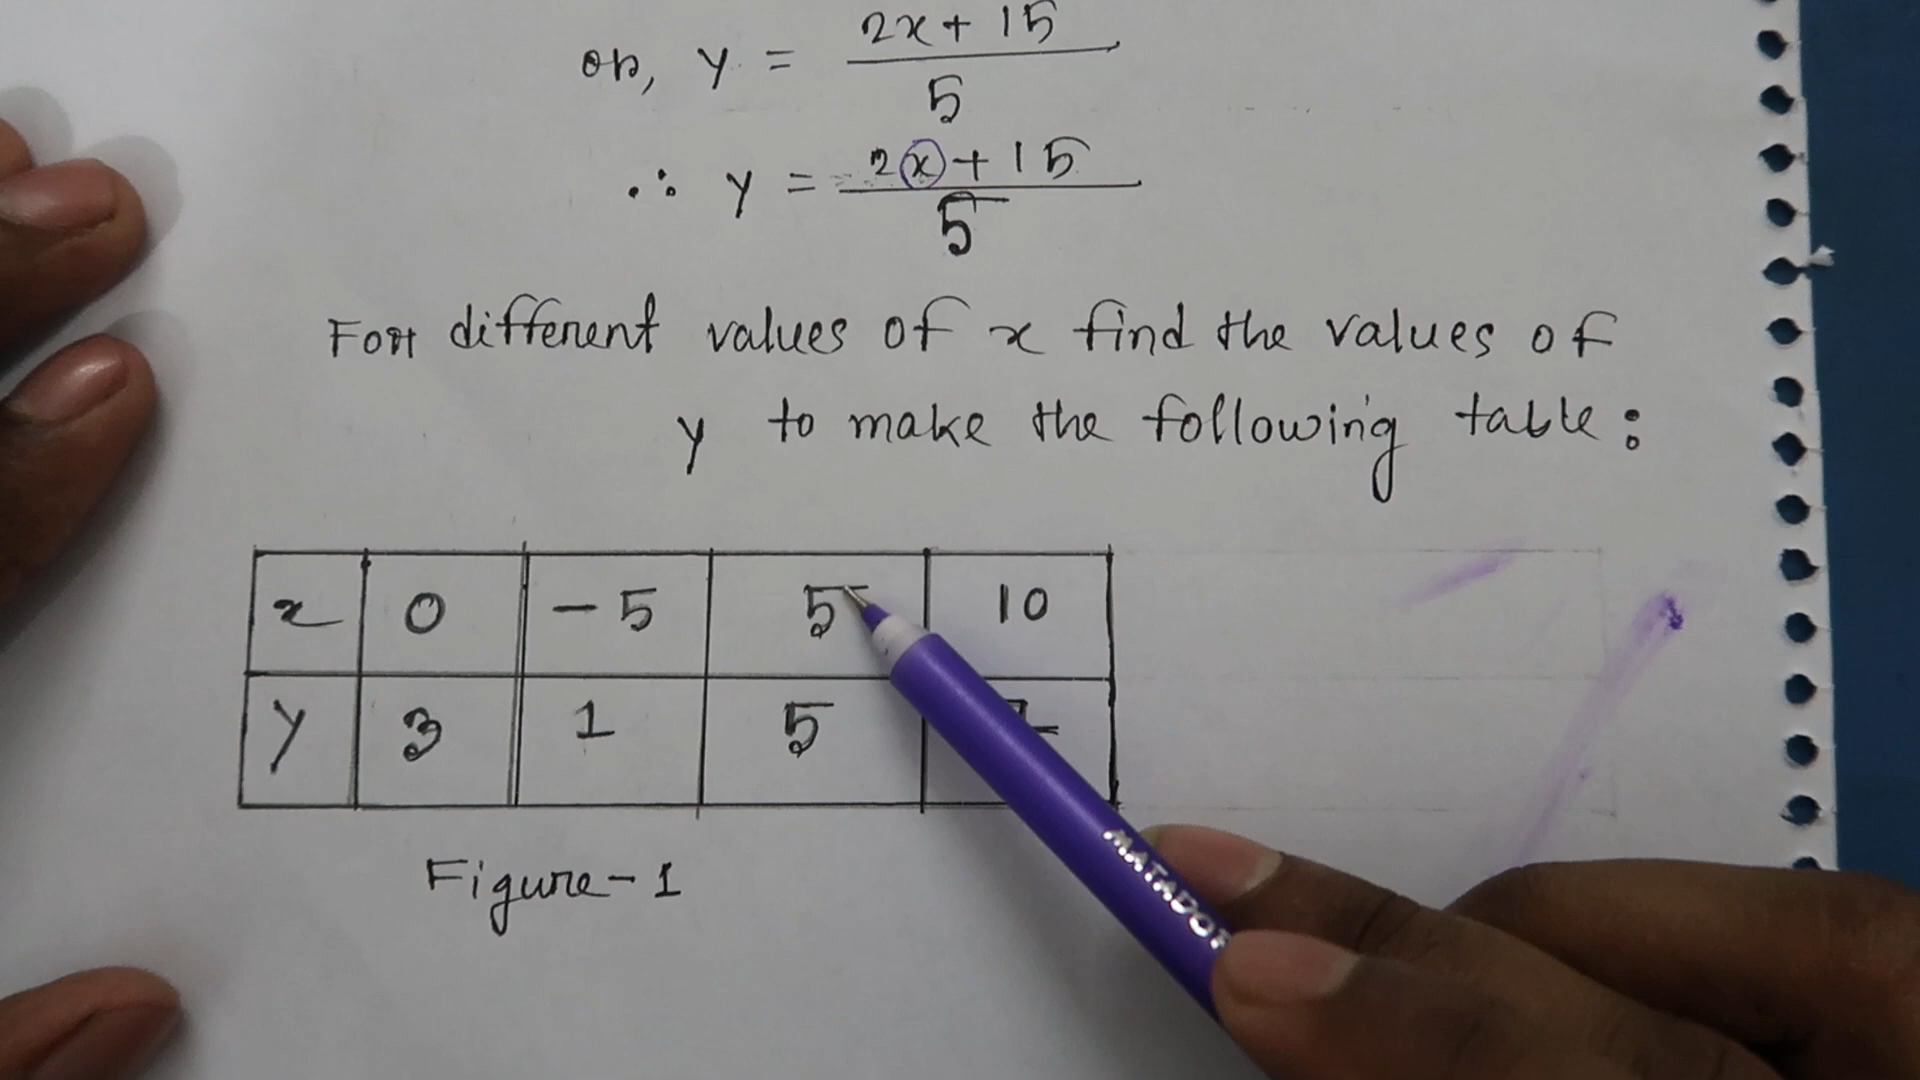 or, y = 2x + 15
5
∴ y = 2x + 15
5
For different values of x find the values of
y to make the following table:
x 0 -5 5 10
y 3 1 5
Figure-1
MATADOR